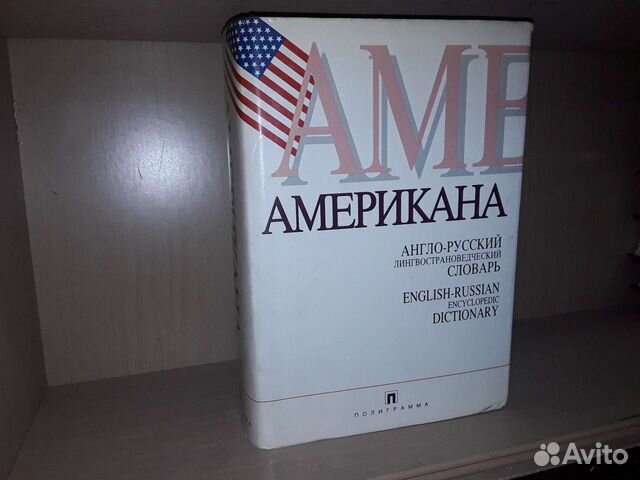 АМЕ
АМЕРИКАНА
АНГЛО-РУССКИЙ
ЛИНГВОСТРАНОВЕДЧЕСКИЙ
СЛОВАРЬ
ENGLISH-RUSSIAN
ENCYCLOPEDIC
DICTIONARY
П
ПОЛИГРАММА
Avito